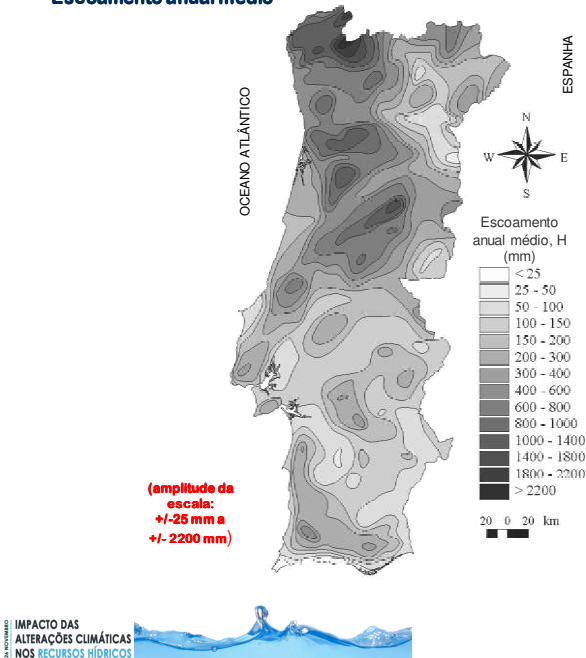 Escoamento anual médio
OCEANO ATLÂNTICO
ESPANHA
N
W E
S
Escoamento
anual médio, H
(mm)
< 25
25 - 50
50 - 100
100 - 150
150 - 200
200 - 300
300 - 400
400 - 600
600 - 800
800 - 1000
1000 - 1400
1400 - 1800
1800 - 2200
> 2200
20 0 20 km
(amplitude da
escala:
+/-25 mm a
+/- 2200 mm)
26 NOVEMBRO
IMPACTO DAS
ALTERAÇÕES CLIMÁTICAS
NOS RECURSOS HÍDRICOS